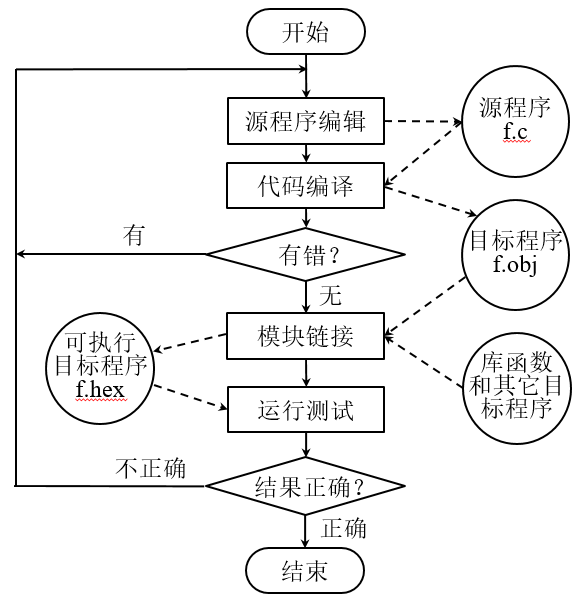 开始
源程序编辑
源程序
f.c
代码编译
目标程序
f.obj
有
有错？
无
模块链接
可执行
目标程序
f.hex
库函数
和其它目
标程序
运行测试
不正确
结果正确？
正确
结束